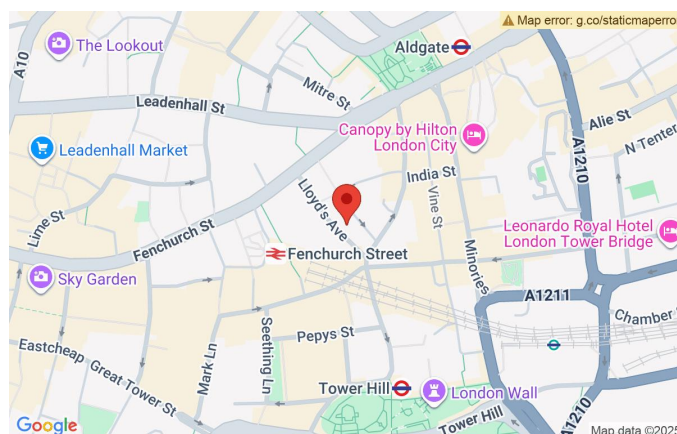 Map error: g.co/staticmaperro
The Lookout
Aldgate
A10
Mitre St
Leadenhall St
A1210
Alie St
Canopy by Hilton
London City
N Tenter
Leadenhall Market
India St
Vine St
Lloyd's Ave
Lime St
Fenchurch St
Minories
Leonardo Royal Hotel
London Tower Bridge
Fenchurch Street
Sky Garden
A1211
Chamber
Pepys St
Seething Ln
Mark Ln
Eastcheap
Great Tower St
Tower Hill
London Wall
Tower Hill
A1210
Google
Map data ©2025